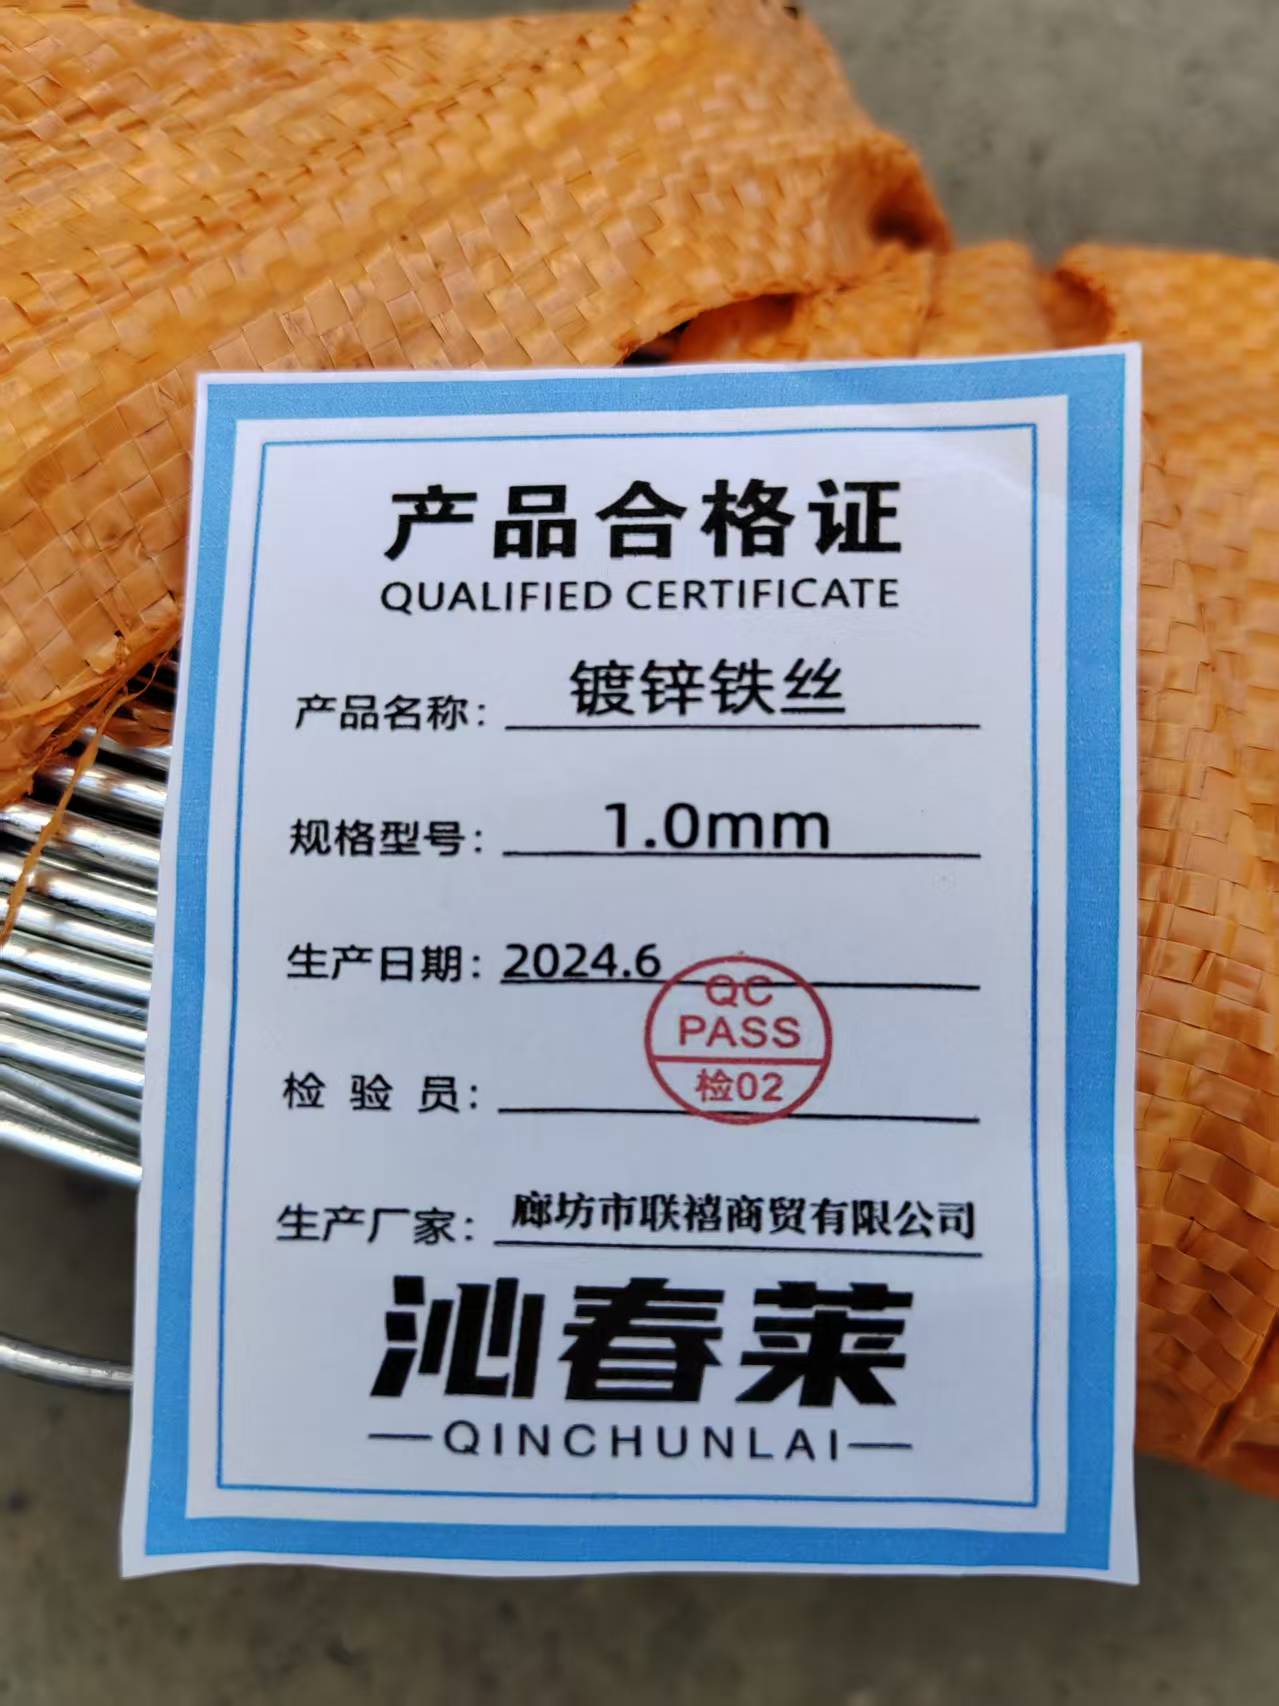 产品合格证
QUALIFIED CERTIFICATE
产品名称：镀锌铁丝
规格型号：1.0mm
生产日期：2024.6
QC
PASS
检02
检验员：
生产厂家：廊坊市联禧商贸有限公司
沁春莱
—QINCHUNLAI—